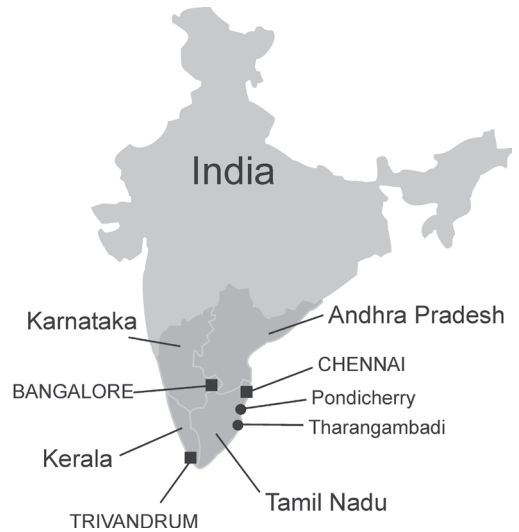 India
Karnataka
Andhra Pradesh
BANGALORE
CHENNAI
Pondicherry
Tharangambadi
Kerala
Tamil Nadu
TRIVANDRUM